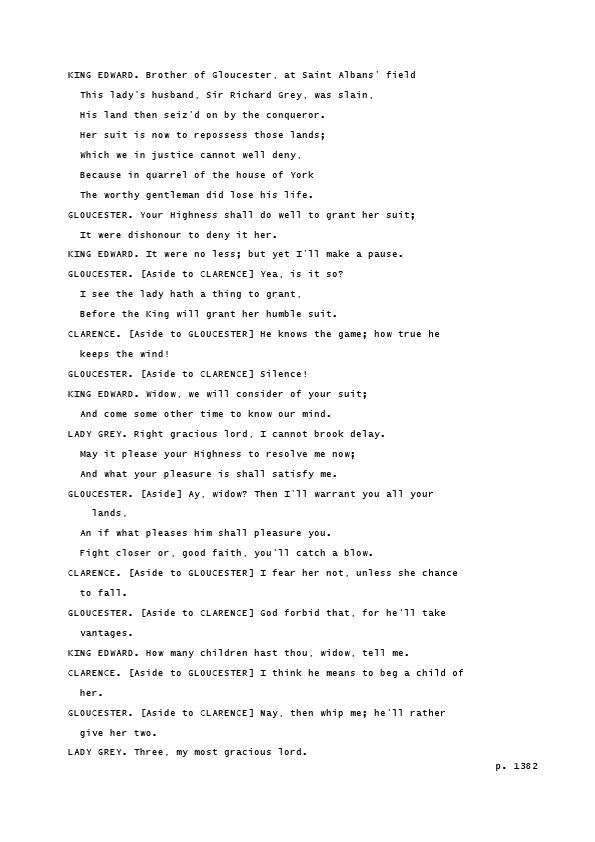 KING EDWARD. Brother of Gloucester, at Saint Albans' field
This lady's husband, Sir Richard Grey, was slain,
His land then seiz'd on by the conqueror.
Her suit is now to repossess those lands;
Which we in justice cannot well deny,
Because in quarrel of the house of York
The worthy gentleman did lose his life.
GLOUCESTER. Your Highness shall do well to grant her suit;
It were dishonour to deny it her.
KING EDWARD. It were no less; but yet I'll make a pause.
GLOUCESTER. [Aside to CLARENCE] Yea, is it so?
I see the lady hath a thing to grant,
Before the King will grant her humble suit.
CLARENCE. [Aside to GLOUCESTER] He knows the game; how true he
keeps the wind!
GLOUCESTER. [Aside to CLARENCE] Silence!
KING EDWARD. Widow, we will consider of your suit;
And come some other time to know our mind.
LADY GREY. Right gracious lord, I cannot brook delay.
May it please your Highness to resolve me now;
And what your pleasure is shall satisfy me.
GLOUCESTER. [Aside] Ay, widow? Then I'll warrant you all your
lands,
An if what pleases him shall pleasure you.
Fight closer or, good faith, you'll catch a blow.
CLARENCE. [Aside to GLOUCESTER] I fear her not, unless she chance
to fall.
GLOUCESTER. [Aside to CLARENCE] God forbid that, for he'll take
vantages.
KING EDWARD. How many children hast thou, widow, tell me.
CLARENCE. [Aside to GLOUCESTER] I think he means to beg a child of
her.
GLOUCESTER. [Aside to CLARENCE] Nay, then whip me; he'll rather
give her two.
LADY GREY. Three, my most gracious lord.
p. 1382